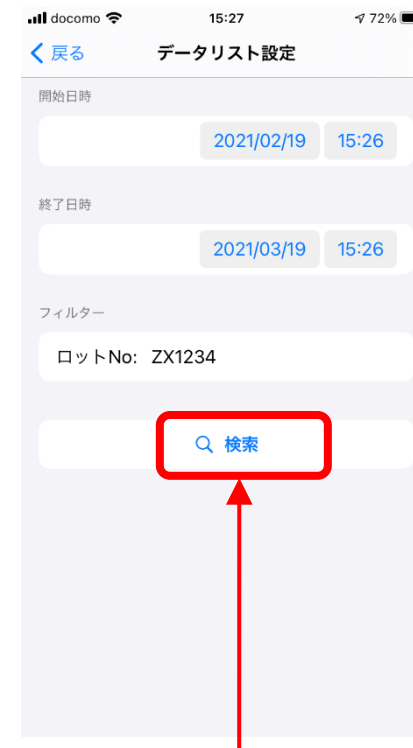 docomo 15:27 72%
戻る データリスト設定
開始日時
2021/02/19 15:26
終了日時
2021/03/19 15:26
フィルター
ロットNo: ZX1234
検索